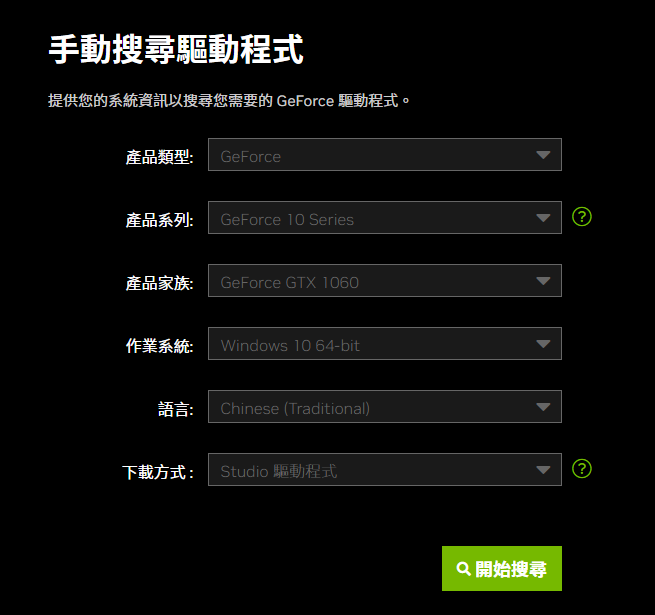 手動搜尋驅動程式
提供您的系統資訊以搜尋您需要的 GeForce 驅動程式。
產品類型: GeForce
產品系列: GeForce 10 Series ?
產品家族: GeForce GTX 1060
作業系統: Windows 10 64-bit
語言: Chinese (Traditional)
下載方式 : Studio 驅動程式 ?
開始搜尋